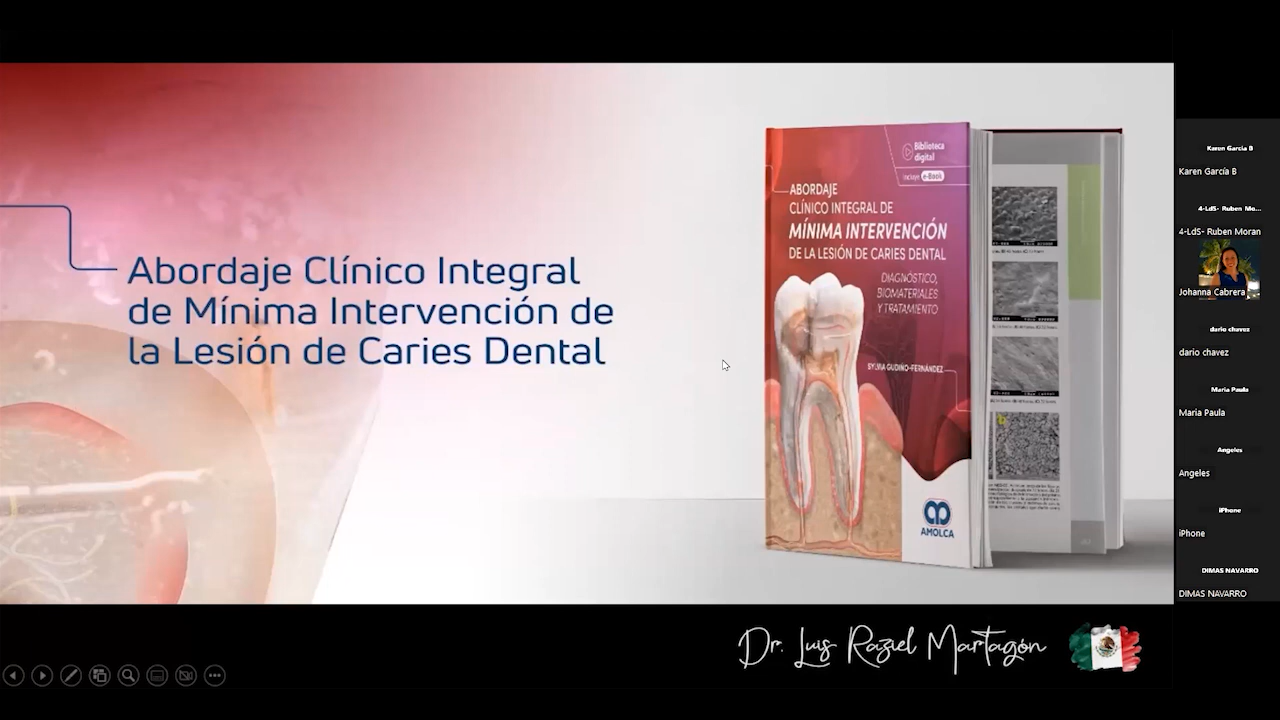 Abordaje Clínico Integral
de Mínima Intervención de
la Lesión de Caries Dental
Biblioteca
digital
Incluye e-Book
ABORDAJE
CLÍNICO INTEGRAL DE
MÍNIMA INTERVENCIÓN
DE LA LESIÓN DE CARIES DENTAL
DIAGNÓSTICO,
BIOMATERIALES
Y TRATAMIENTO
SYLVIA GUDIÑO-FERNÁNDEZ
AMOLCA
Dr. Luis Raziel Martagón
Karen García B
Karen García B
4-LdS- Ruben Mo...
4-LdS- Ruben Moran
Johanna Cabrera
dario chavez
dario chavez
Maria Paula
Maria Paula
Angeles
Angeles
iPhone
iPhone
DIMAS NAVARRO
DIMAS NAVARRO